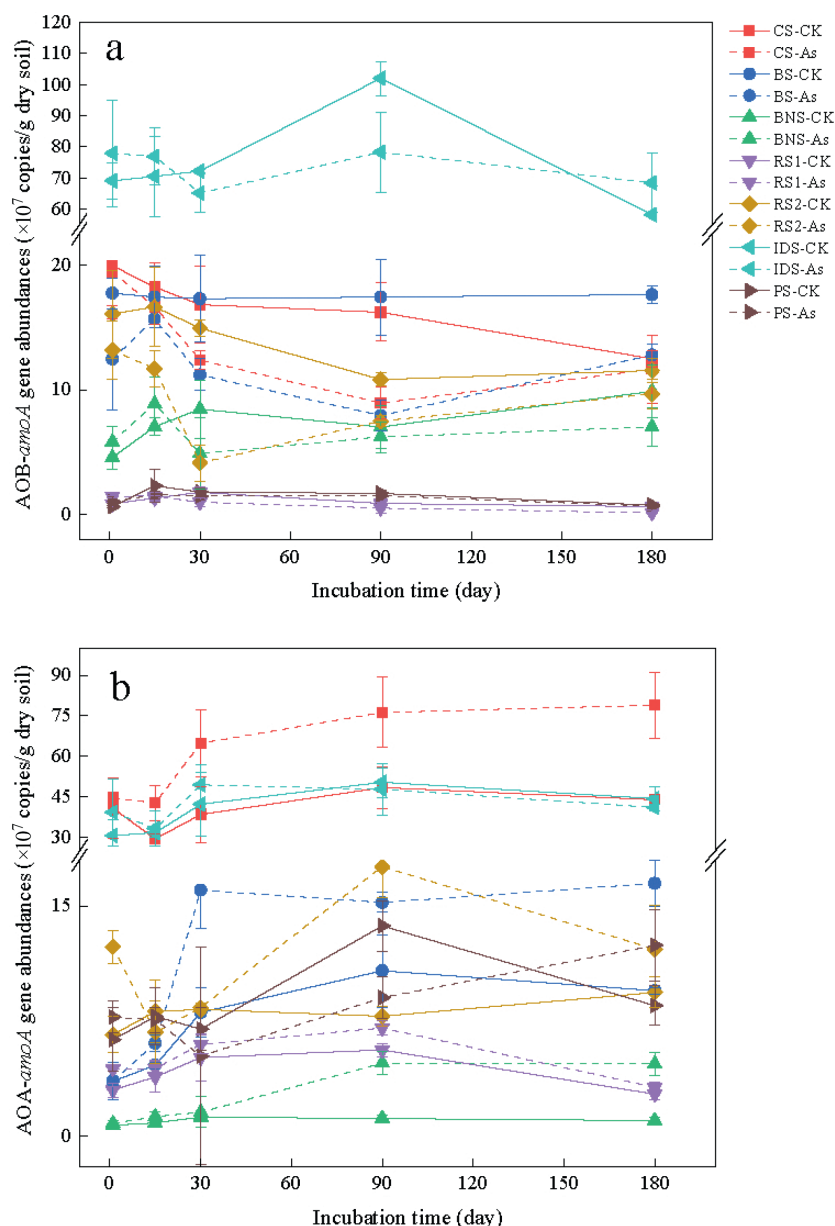 a
120
110
100
90
80
70
60
20
10
0
AOB-amoA gene abundances (×10⁷ copies/g dry soil)
0 30 60 90 120 150 180
Incubation time (day)
CS-CK
CS-As
BS-CK
BS-As
BNS-CK
BNS-As
RS1-CK
RS1-As
RS2-CK
RS2-As
IDS-CK
IDS-As
PS-CK
PS-As
b
90
75
60
45
30
15
0
AOA-amoA gene abundances (×10⁷ copies/g dry soil)
0 30 60 90 120 150 180
Incubation time (day)